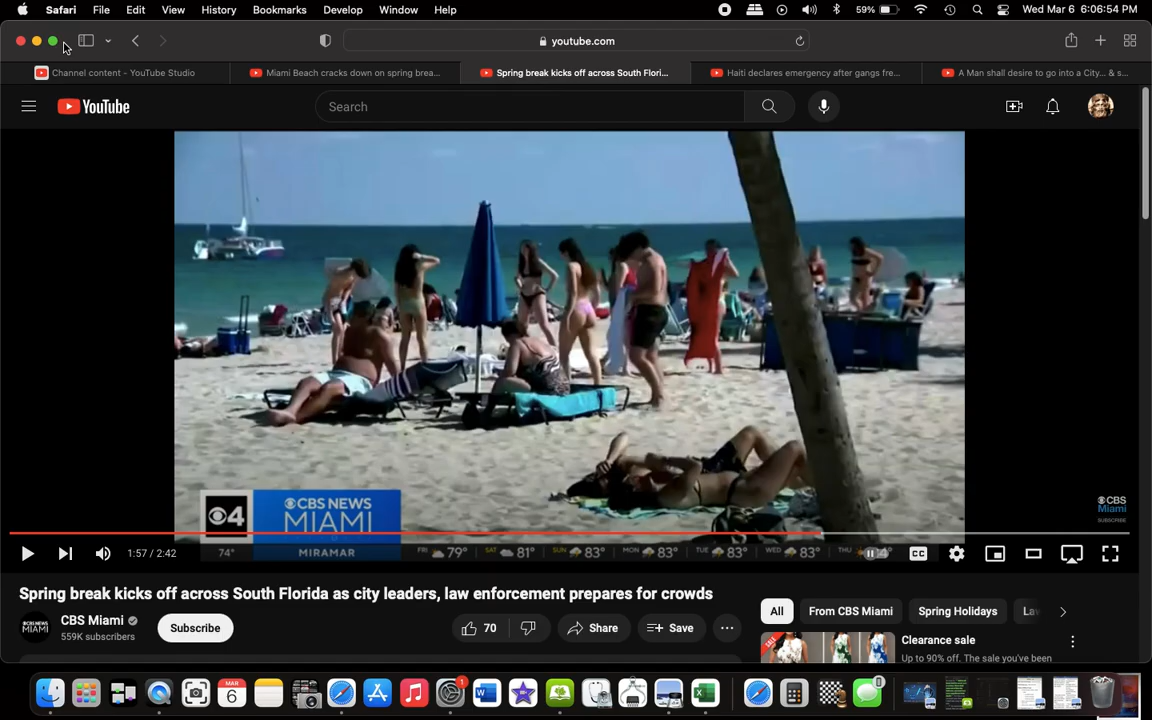 Safari File Edit View History Bookmarks Develop Window Help 59% Wed Mar 6 6:06:54 PM
youtube.com
Channel content - YouTube Studio Miami Beach cracks down on spring brea... Spring break kicks off across South Flori... Haiti declares emergency after gangs fre... A Man shall desire to go into a City... & s...
YouTube Search
CBS NEWS
4 MIAMI
CBS
Miami
SUBSCRIBE
74° MIRAMAR FRI 79° SAT 81° SUN 83° MON 83° TUE 83° WED 83° THU
1:57 / 2:42 CC
Spring break kicks off across South Florida as city leaders, law enforcement prepares for crowds
CBS NEWS
MIAMI
CBS Miami
559K subscribers
Subscribe 70 Share Save
All From CBS Miami Spring Holidays
SALE
Clearance sale
Up to 90% off. The sale you've been
MAR
6
1